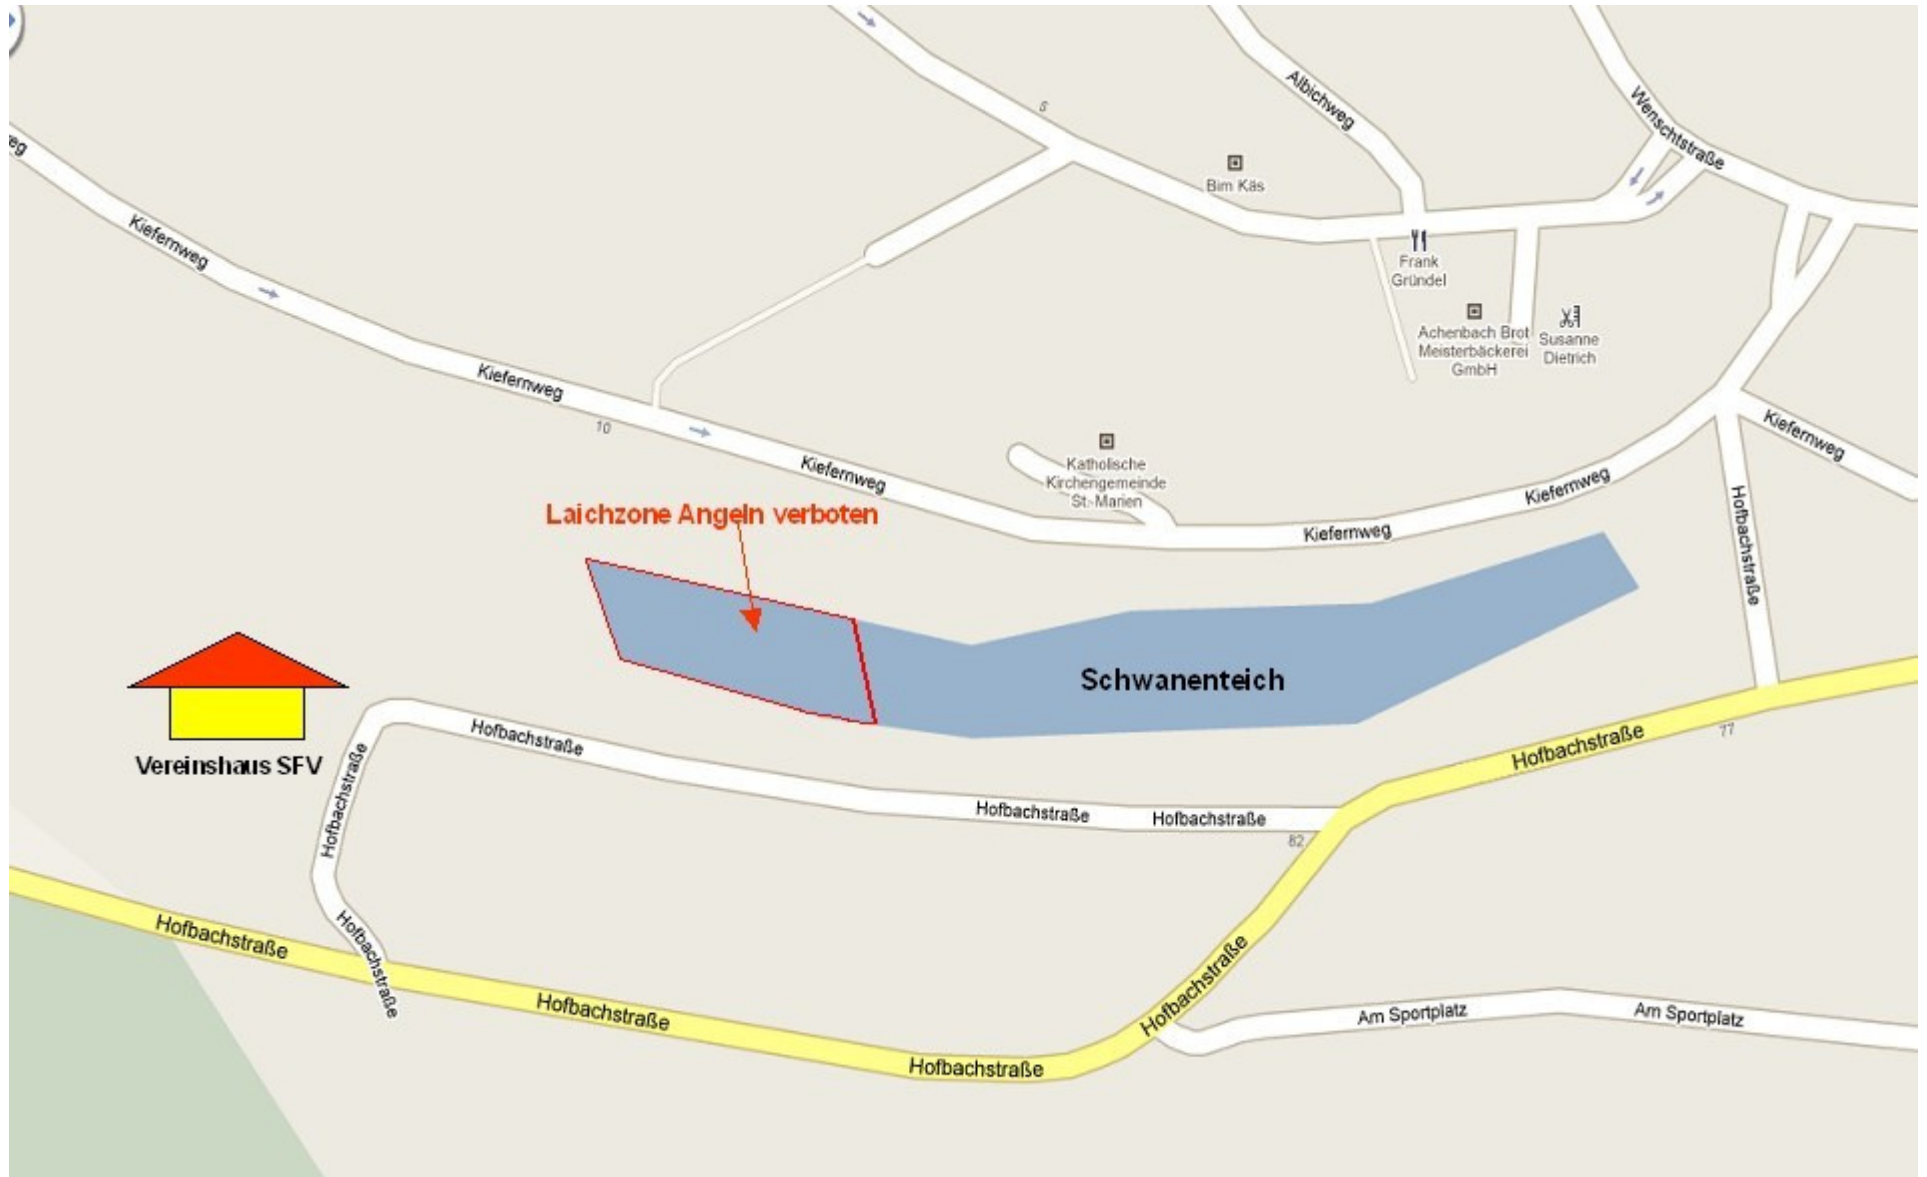 5
Albichweg
Wenschtstraße
eg
Bim Käs
Kiefernweg
Frank
Gründel
Achenbach Brot
Meisterbäckerei
GmbH
Susanne
Dietrich
Kiefernweg
10
Kiefernweg
Katholische
Kirchengemeinde
St.-Marien
Kiefernweg
Kiefernweg
Kiefernweg
Hofbachstraße
Laichzone Angeln verboten
Schwanenteich
Vereinshaus SFV
Hofbachstraße
Hofbachstraße
Hofbachstraße
Hofbachstraße
82
Hofbachstraße
77
Hofbachstraße
Hofbachstraße
Hofbachstraße
Hofbachstraße
Hofbachstraße
Am Sportplatz
Am Sportplatz